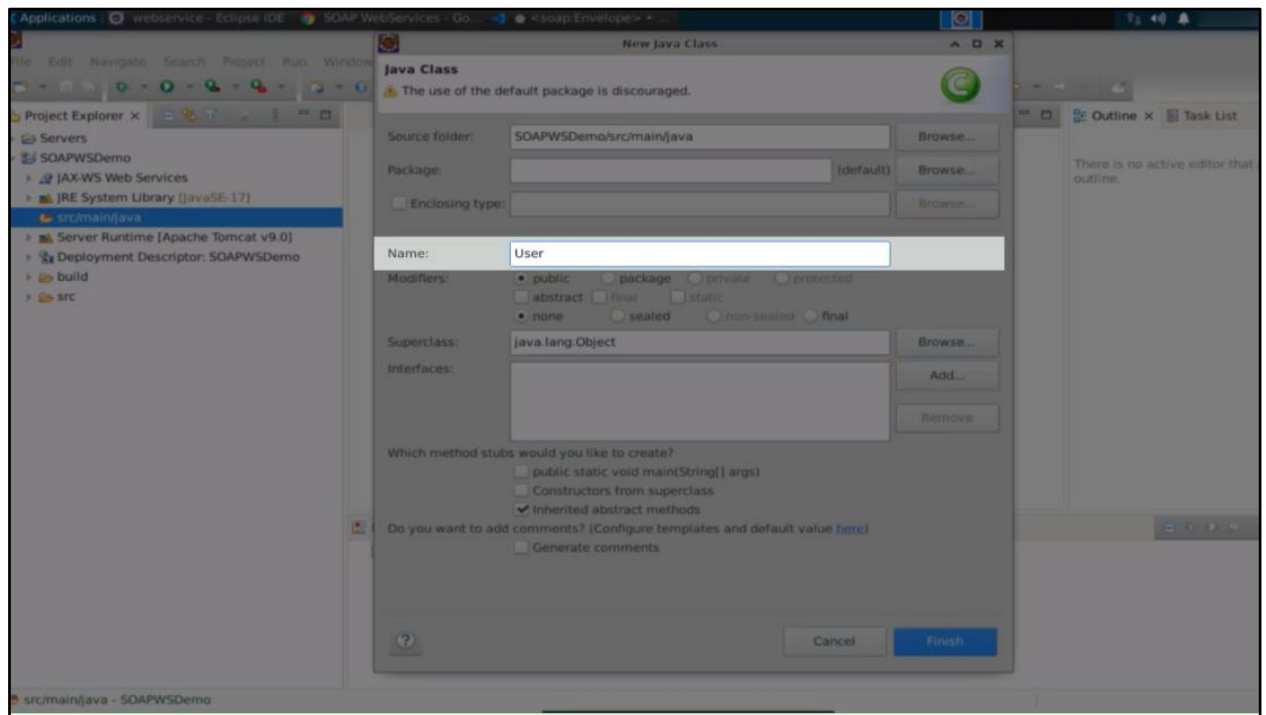 Applications webservice - Eclipse IDE SOAP WebServices - Go... <soap:Envelope> • ...
New Java Class
File Edit Navigate Search Project Run Window
Java Class
The use of the default package is discouraged.
Project Explorer
Outline Task List
Servers
Source folder: SOAPWSDemo/src/main/java Browse...
SOAPWSDemo
There is no active editor that
outline.
JAX-WS Web Services
Package: (default) Browse...
JRE System Library [JavaSE-17]
Enclosing type: Browse...
src/main/java
Server Runtime [Apache Tomcat v9.0]
Deployment Descriptor: SOAPWSDemo
Name: User
build
Modifiers: public package private protected
src
abstract final static
none sealed non-sealed final
Superclass: java.lang.Object Browse...
Interfaces: Add...
Remove
Which method stubs would you like to create?
public static void main(String[] args)
Constructors from superclass
Inherited abstract methods
Do you want to add comments? (Configure templates and default value here)
Generate comments
? Cancel Finish
src/main/java - SOAPWSDemo